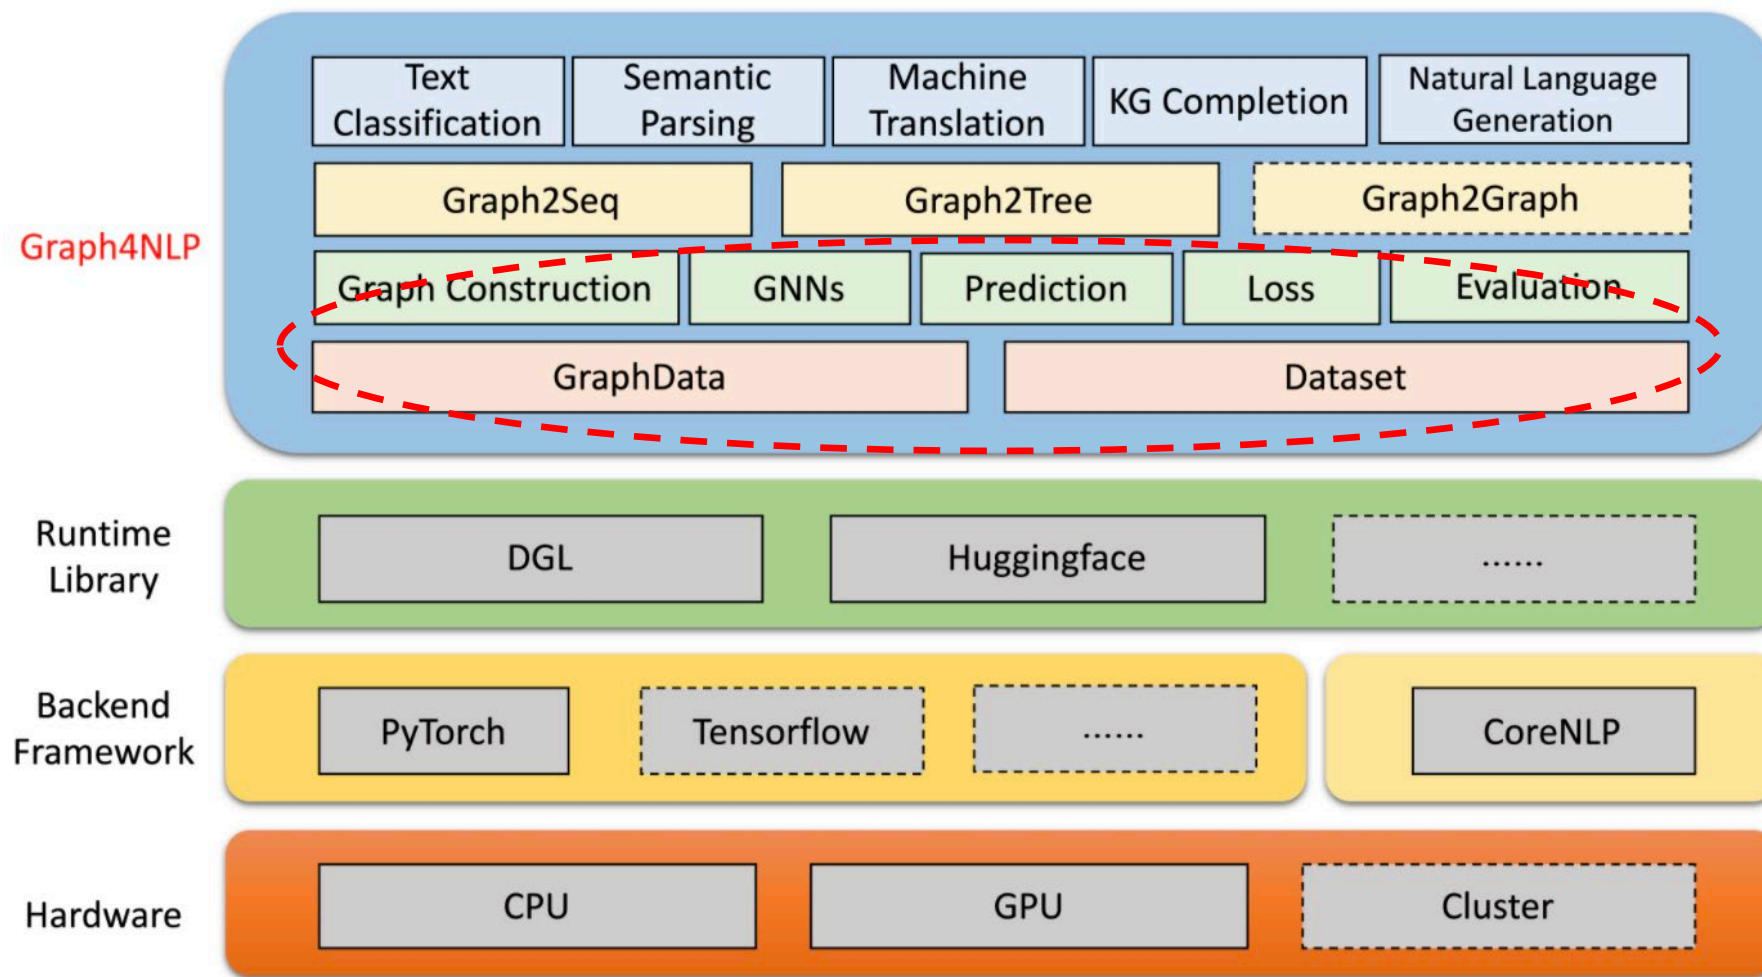 Text
Classification
Semantic
Parsing
Machine
Translation
KG Completion
Natural Language
Generation
Graph4NLP
Graph2Seq
Graph2Tree
Graph2Graph
Graph Construction
GNNs
Prediction
Loss
Evaluation
GraphData
Dataset
Runtime
Library
DGL
Huggingface
......
Backend
Framework
PyTorch
Tensorflow
......
CoreNLP
Hardware
CPU
GPU
Cluster